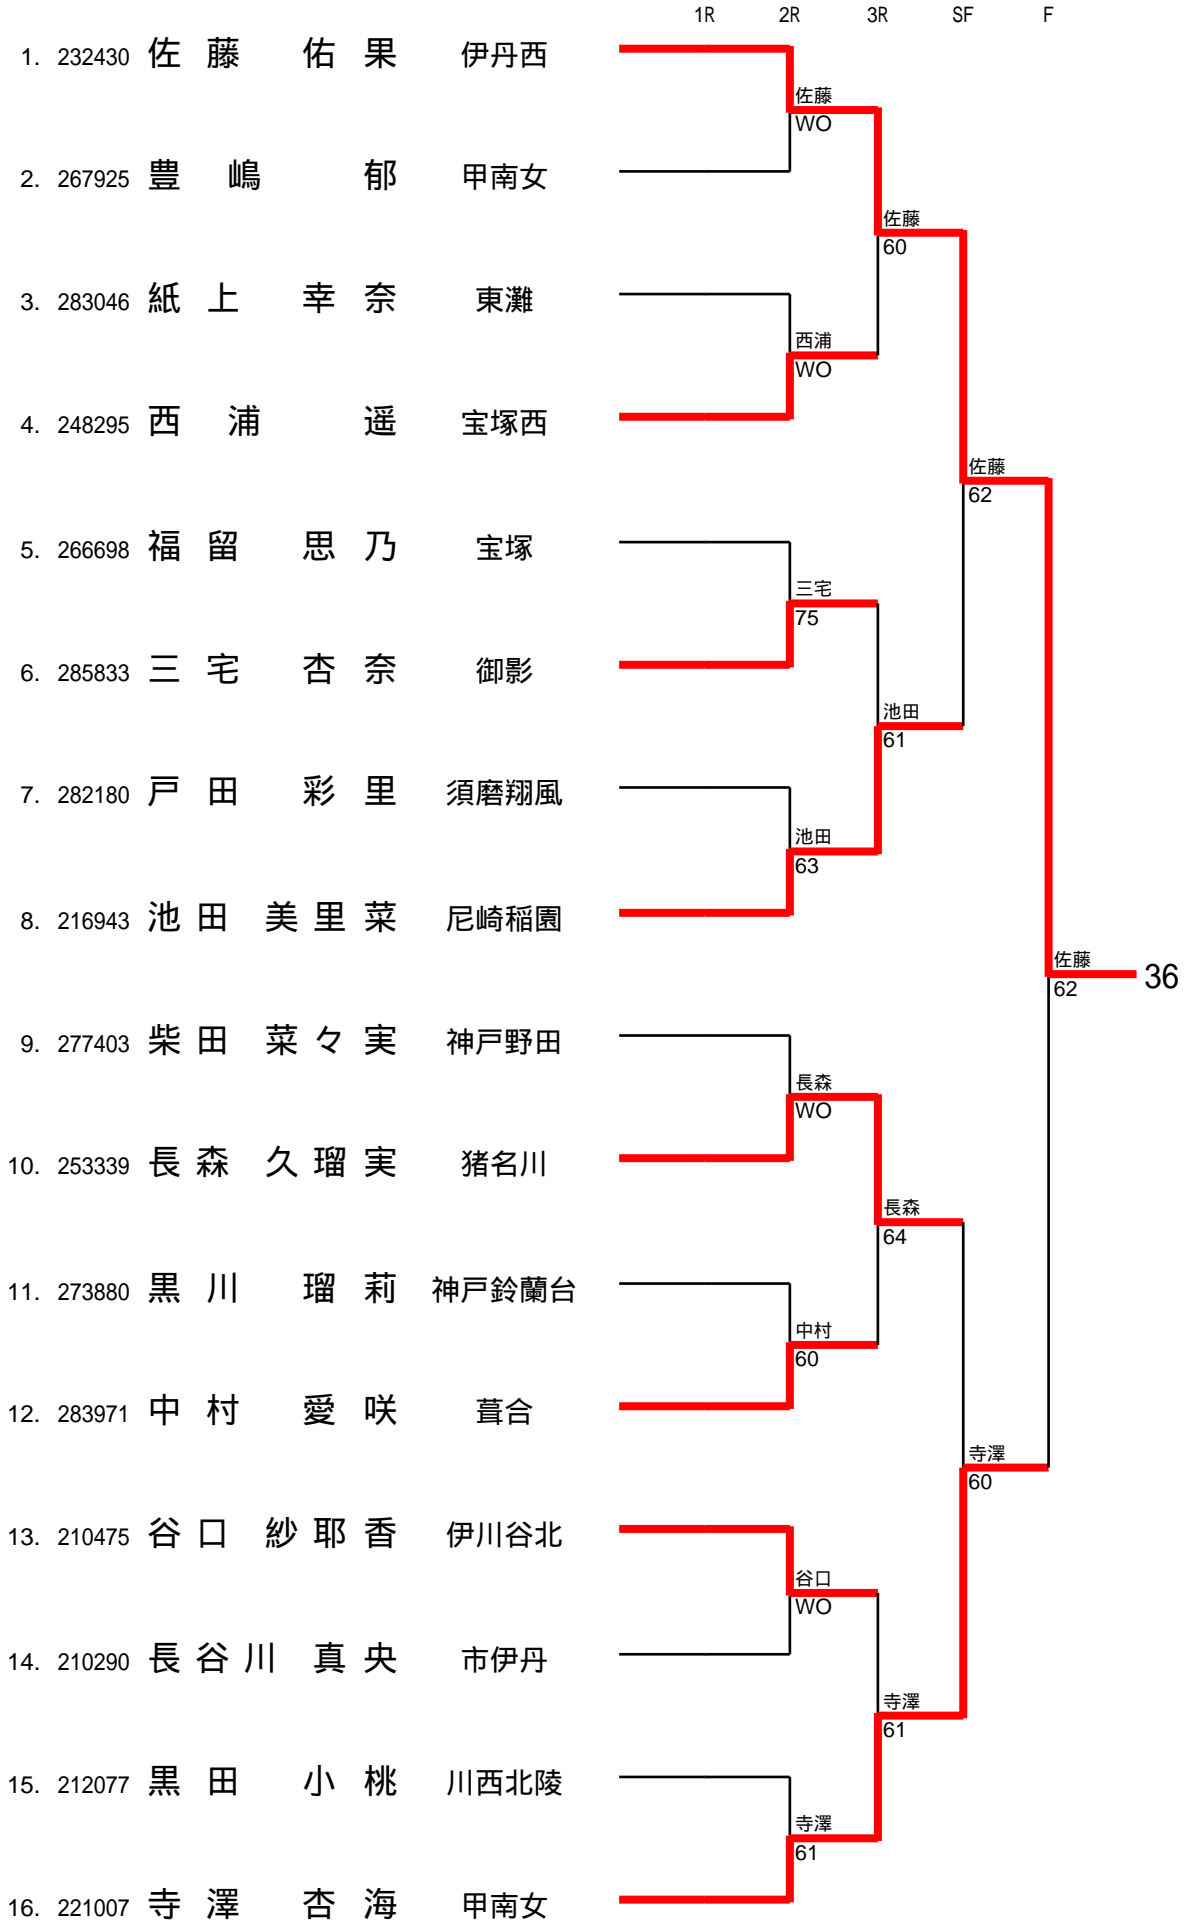 1R 2R 3R SF F
1. 232430 佐藤 佑果 伊丹西
佐藤
WO
2. 267925 豊嶋 郁 甲南女
佐藤
60
3. 283046 紙上 幸奈 東灘
西浦
WO
4. 248295 西浦 遥 宝塚西
佐藤
62
5. 266698 福留 思乃 宝塚
三宅
75
6. 285833 三宅 杏奈 御影
池田
61
7. 282180 戸田 彩里 須磨翔風
池田
63
8. 216943 池田 美里菜 尼崎稲園
佐藤
62
36
9. 277403 柴田 菜々実 神戸野田
長森
WO
10. 253339 長森 久瑠実 猪名川
長森
64
11. 273880 黒川 瑠莉 神戸鈴蘭台
中村
60
12. 283971 中村 愛咲 葺合
寺澤
60
13. 210475 谷口 紗耶香 伊川谷北
谷口
WO
14. 210290 長谷川 真央 市伊丹
寺澤
61
15. 212077 黒田 小桃 川西北陵
寺澤
61
16. 221007 寺澤 杏海 甲南女